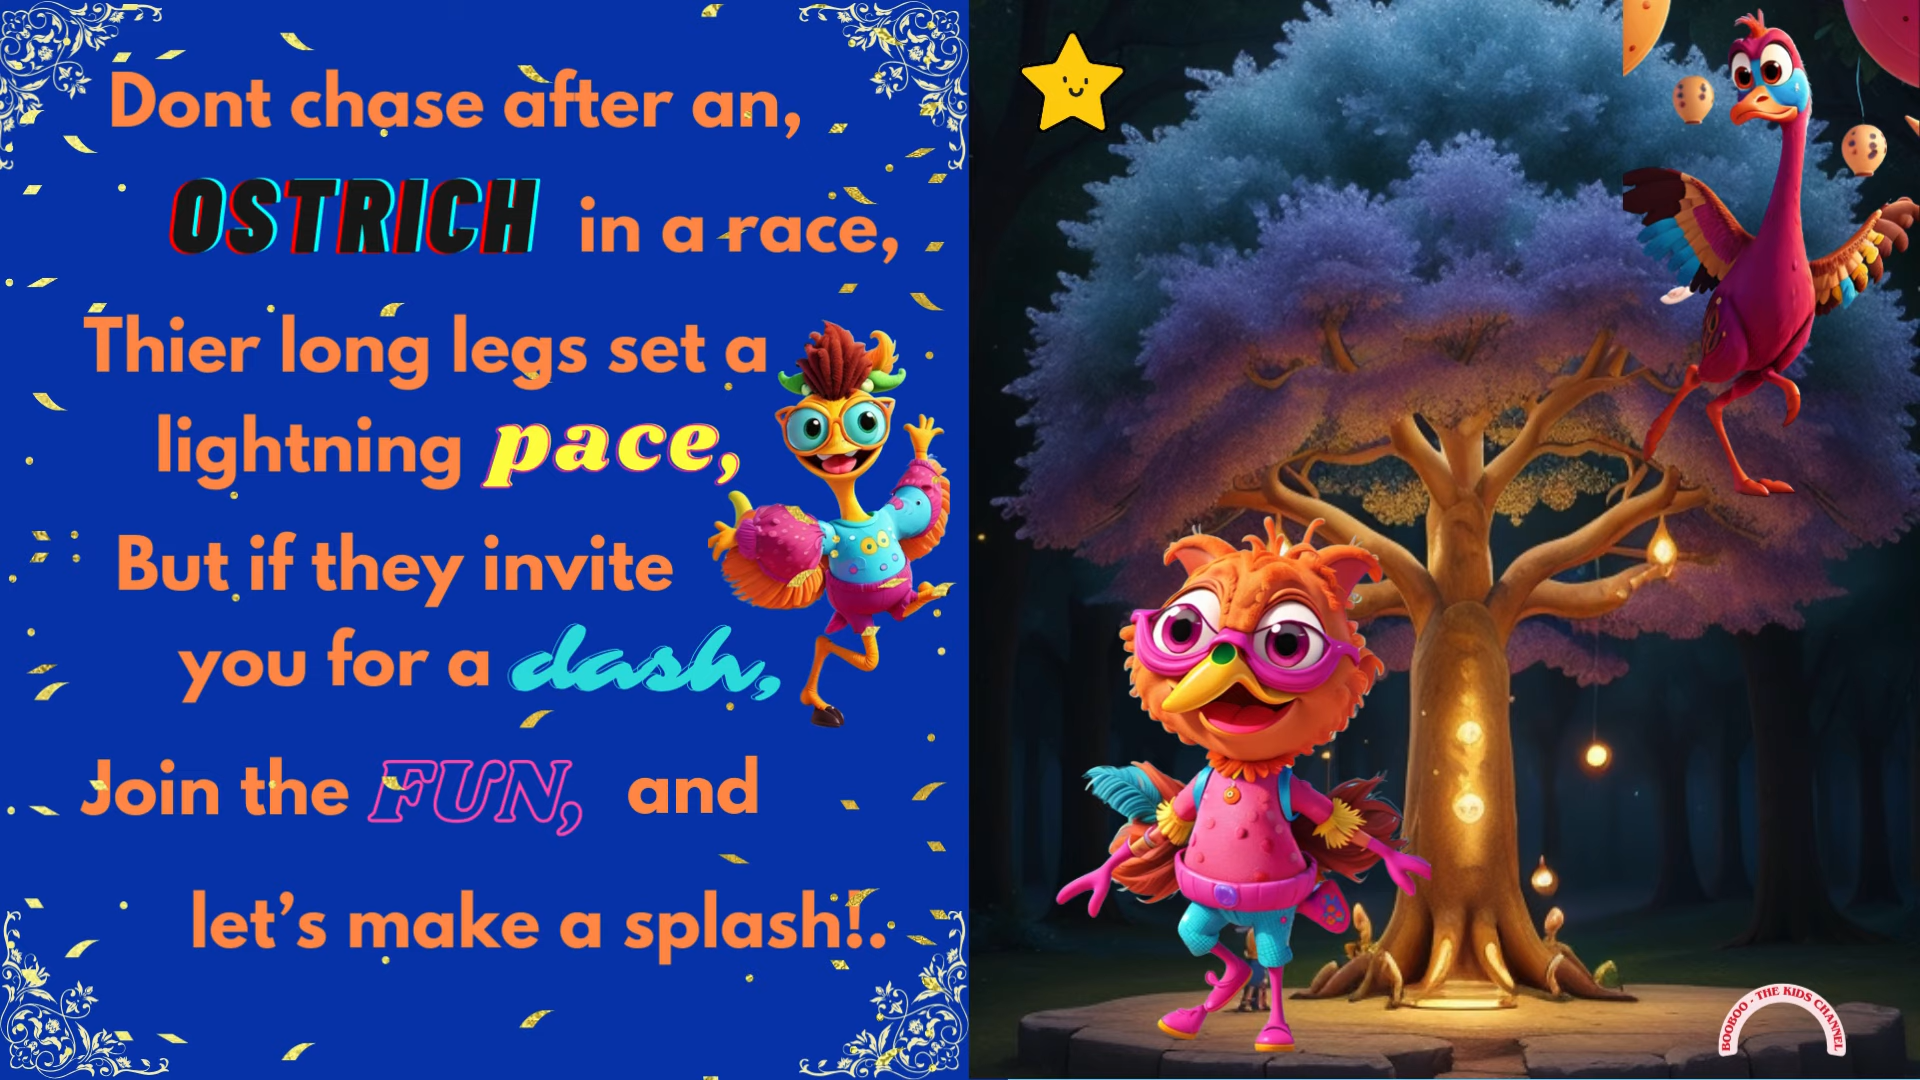 Dont chase after an,
OSTRICH in a race,
Thier long legs set a
lightning pace,
But if they invite
you for a dash,
Join the FUN, and
let's make a splash!.
BOOBOO - THE KIDS CHANNEL